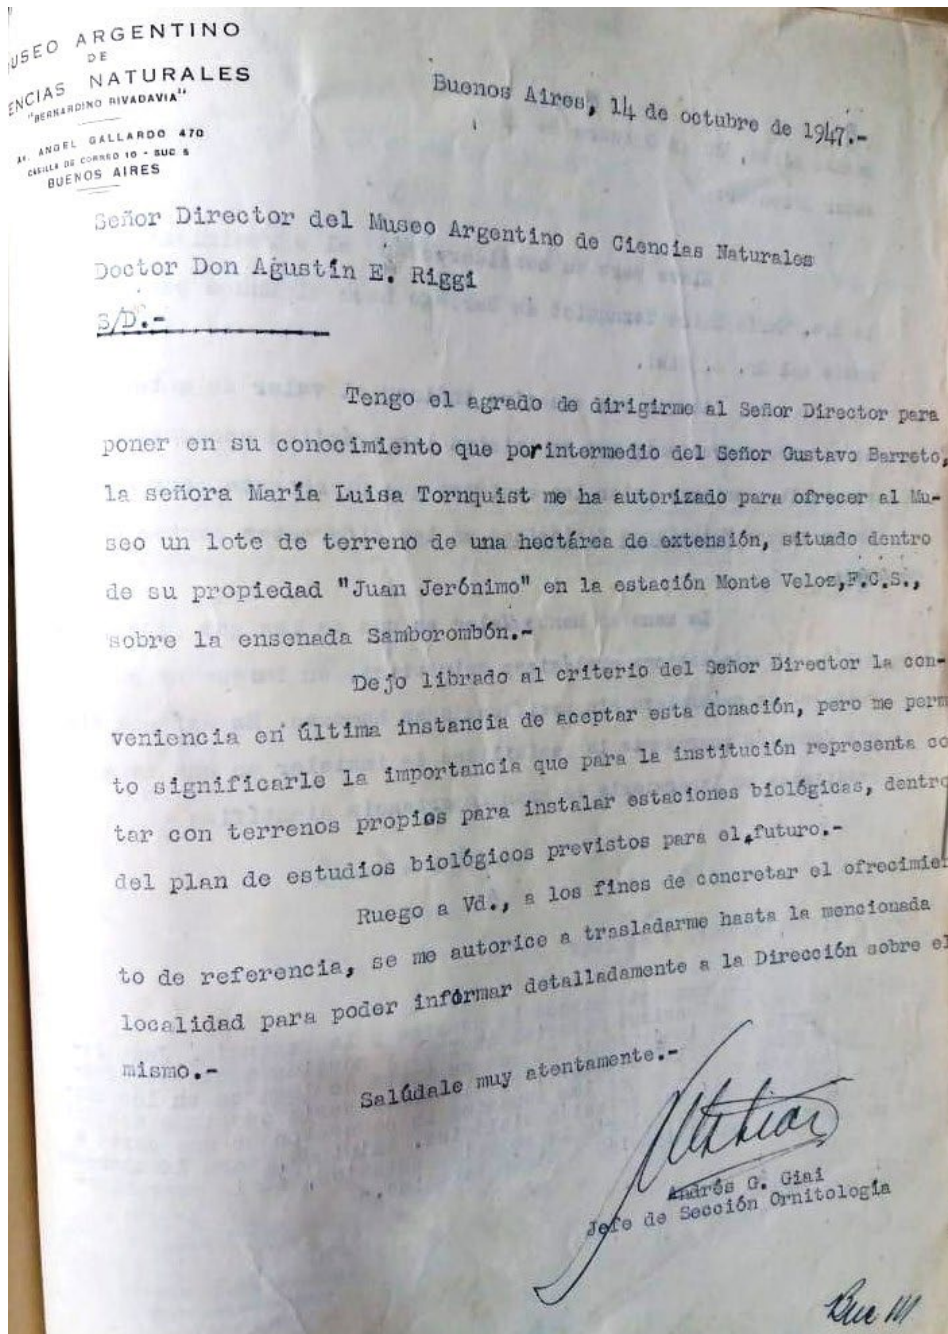 USEO ARGENTINO
DE
ENCIAS NATURALES
"BERNARDINO RIVADAVIA"
AV. ANGEL GALLARDO 470
CASILLA DE CORREO 10 - SUC 5
BUENOS AIRES
Buenos Aires, 14 de octubre de 1947.-
Señor Director del Museo Argentino de Ciencias Naturales
Doctor Don Agustín E. Riggi
S/D.-
Tengo el agrado de dirigirme al Señor Director para
poner en su conocimiento que por intermedio del Señor Gustavo Barreto,
la señora María Luisa Tornquist me ha autorizado para ofrecer al Mu-
seo un lote de terreno de una hectárea de extensión, situado dentro
de su propiedad "Juan Jerónimo" en la estación Monte Veloz,F.C.S.,
sobre la ensenada Samborombón.-
Dejo librado al criterio del Señor Director la con-
veniencia en última instancia de aceptar esta donación, pero me perm
to significarle la importancia que para la institución representa co
tar con terrenos propios para instalar estaciones biológicas, dentro
del plan de estudios biológicos previstos para el futuro.-
Ruego a Vd., a los fines de concretar el ofrecimien
to de referencia, se me autorice a trasladarme hasta la mencionada
localidad para poder informar detalladamente a la Dirección sobre el
mismo.-
Salúdale muy atentamente.-
Andrés G. Giai
Jefe de Sección Ornitología